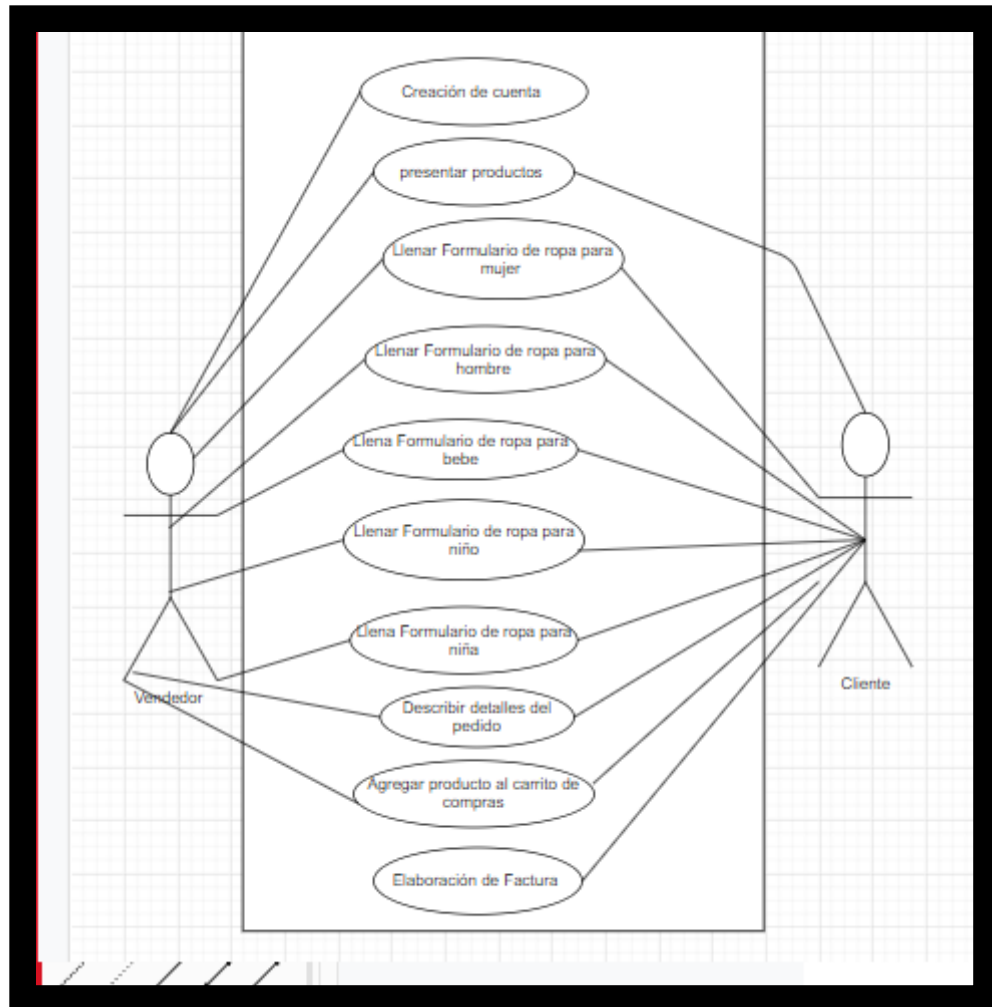 Creación de cuenta
presentar productos
Llenar Formulario de ropa para
mujer
Llenar Formulario de ropa para
hombre
Llena Formulario de ropa para
bebe
Llenar Formulario de ropa para
niño
Llena Formulario de ropa para
niña
Vendedor
Cliente
Describir detalles del
pedido
Agregar producto al carrito de
compras
Elaboración de Factura